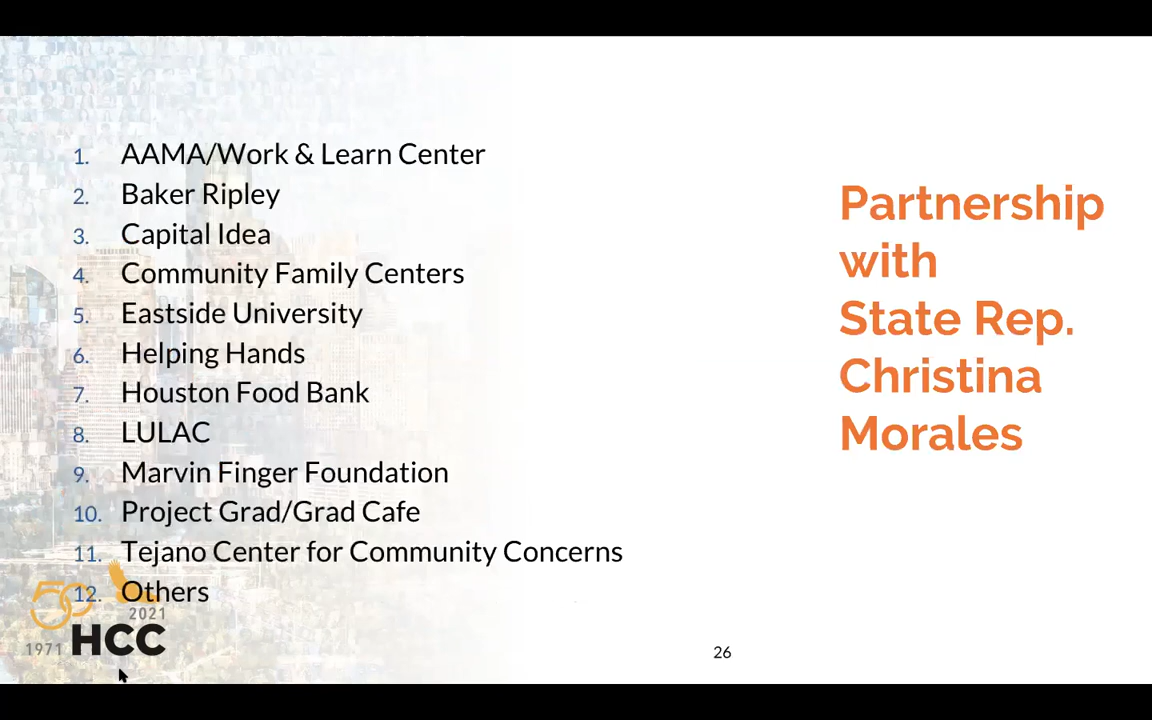 1. AAMA/Work & Learn Center
2. Baker Ripley
3. Capital Idea
4. Community Family Centers
5. Eastside University
6. Helping Hands
7. Houston Food Bank
8. LULAC
9. Marvin Finger Foundation
10. Project Grad/Grad Cafe
11. Tejano Center for Community Concerns
12. Others
Partnership
with
State Rep.
Christina
Morales
50
2021
1971 HCC
26